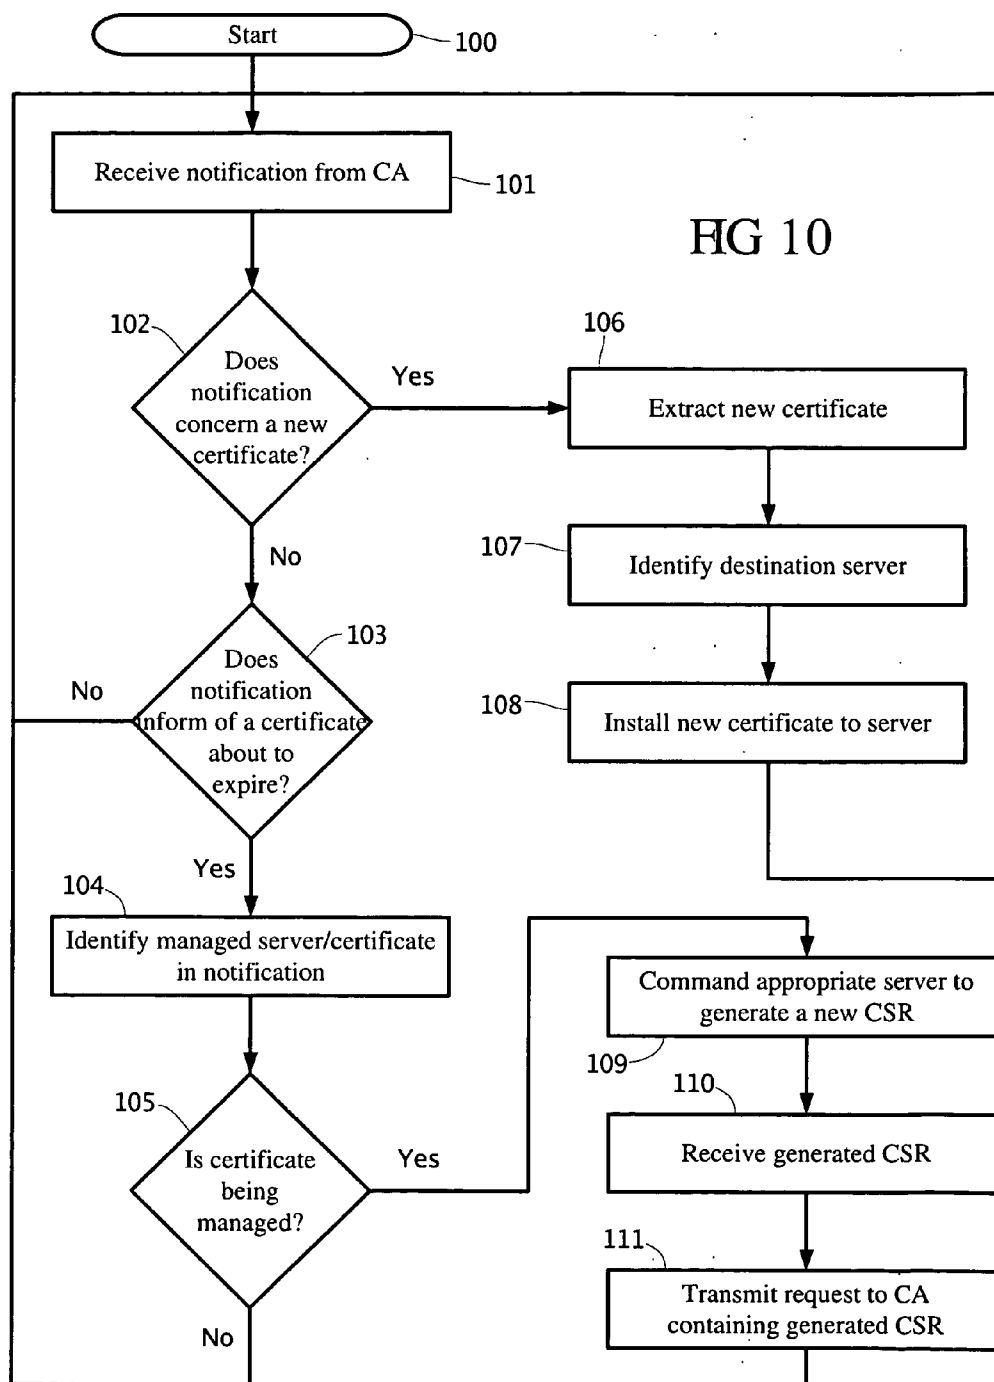 Start
100
Receive notification from CA
101
FIG 10
102
Does
notification
concern a new
certificate?
Yes
106
Extract new certificate
No
107
Identify destination server
103
Does
notification
inform of a certificate
about to
expire?
No
108
Install new certificate to server
Yes
104
Identify managed server/certificate
in notification
Command appropriate server to
generate a new CSR
109
105
Is certificate
being
managed?
Yes
110
Receive generated CSR
111
Transmit request to CA
containing generated CSR
No